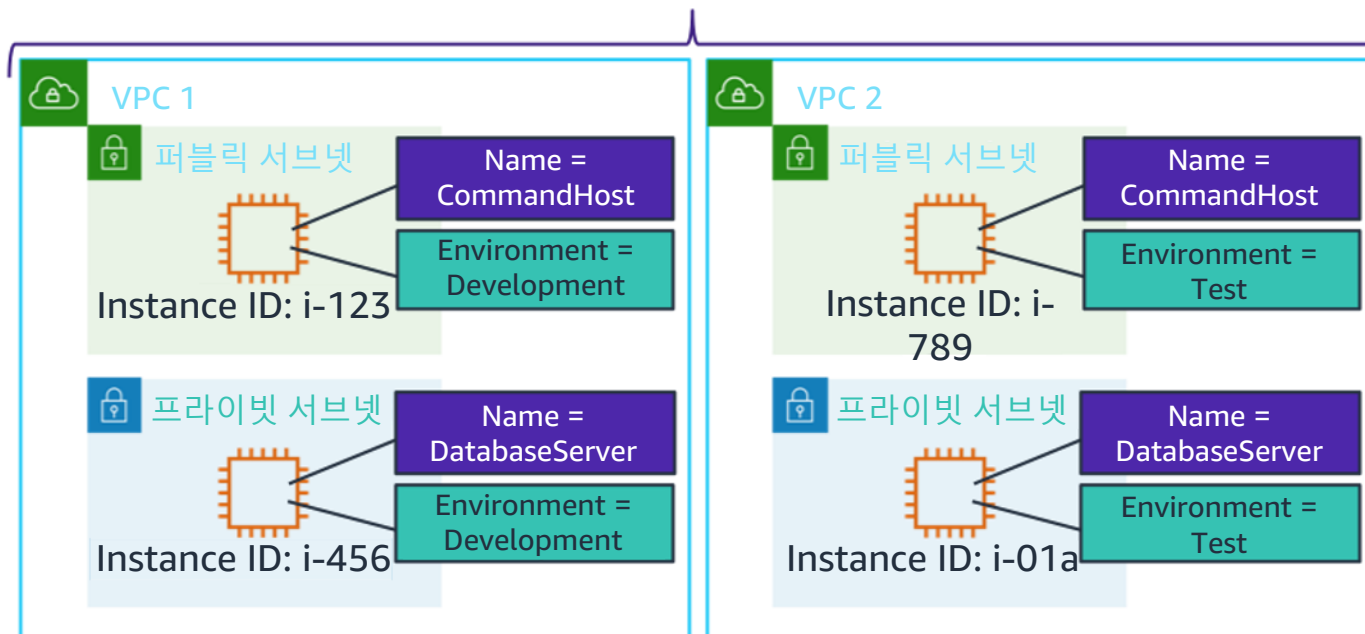 VPC 1
퍼블릭 서브넷
Name =
CommandHost
Environment =
Development
Instance ID: i-123
프라이빗 서브넷
Name =
DatabaseServer
Environment =
Development
Instance ID: i-456
VPC 2
퍼블릭 서브넷
Name =
CommandHost
Environment =
Test
Instance ID: i-
789
프라이빗 서브넷
Name =
DatabaseServer
Environment =
Test
Instance ID: i-01a